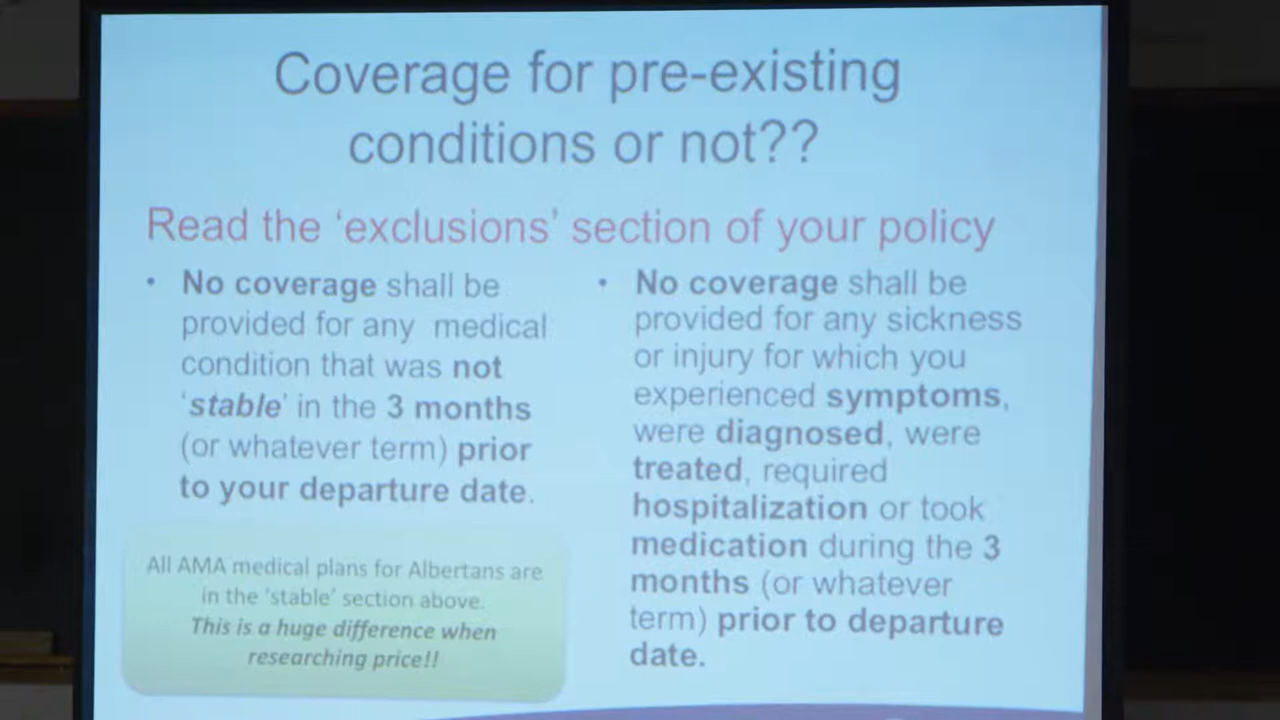 Coverage for pre-existing
conditions or not??
Read the ‘exclusions’ section of your policy
• No coverage shall be
provided for any medical
condition that was not
‘stable’ in the 3 months
(or whatever term) prior
to your departure date.
All AMA medical plans for Albertans are
in the ‘stable’ section above.
This is a huge difference when
researching price!!
• No coverage shall be
provided for any sickness
or injury for which you
experienced symptoms,
were diagnosed, were
treated, required
hospitalization or took
medication during the 3
months (or whatever
term) prior to departure
date.